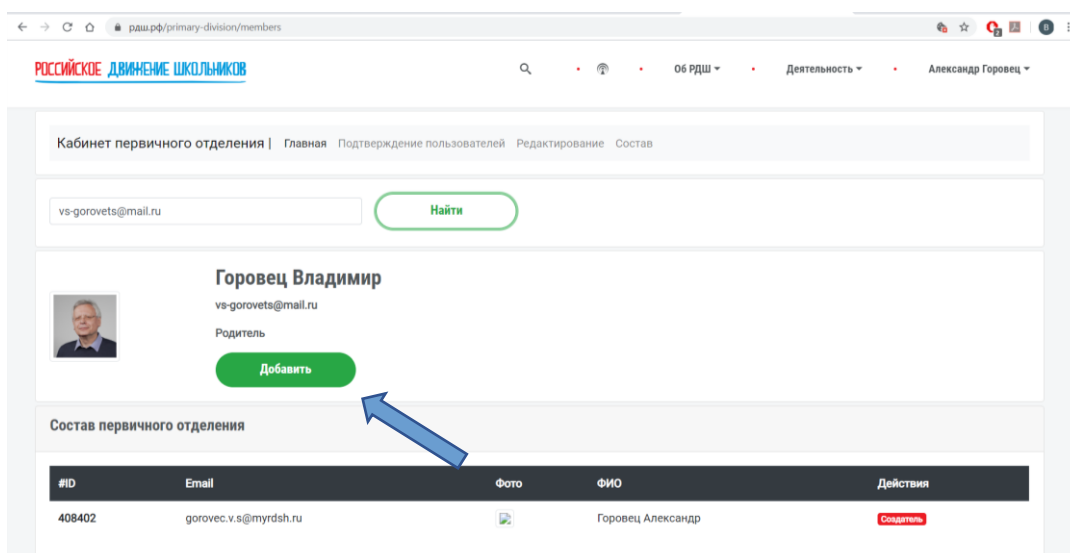 рдш.рф/primary-division/members
РОССИЙСКОЕ ДВИЖЕНИЕ ШКОЛЬНИКОВ
Об РДШ
Деятельность
Александр Горовец
Кабинет первичного отделения | Главная Подтверждение пользователей Редактирование Состав
vs-gorovets@mail.ru Найти
Горовец Владимир
vs-gorovets@mail.ru
Родитель
Добавить
Состав первичного отделения
#ID Email Фото ФИО Действия
408402 gorovec.v.s@myrdsh.ru Горовец Александр Создатель